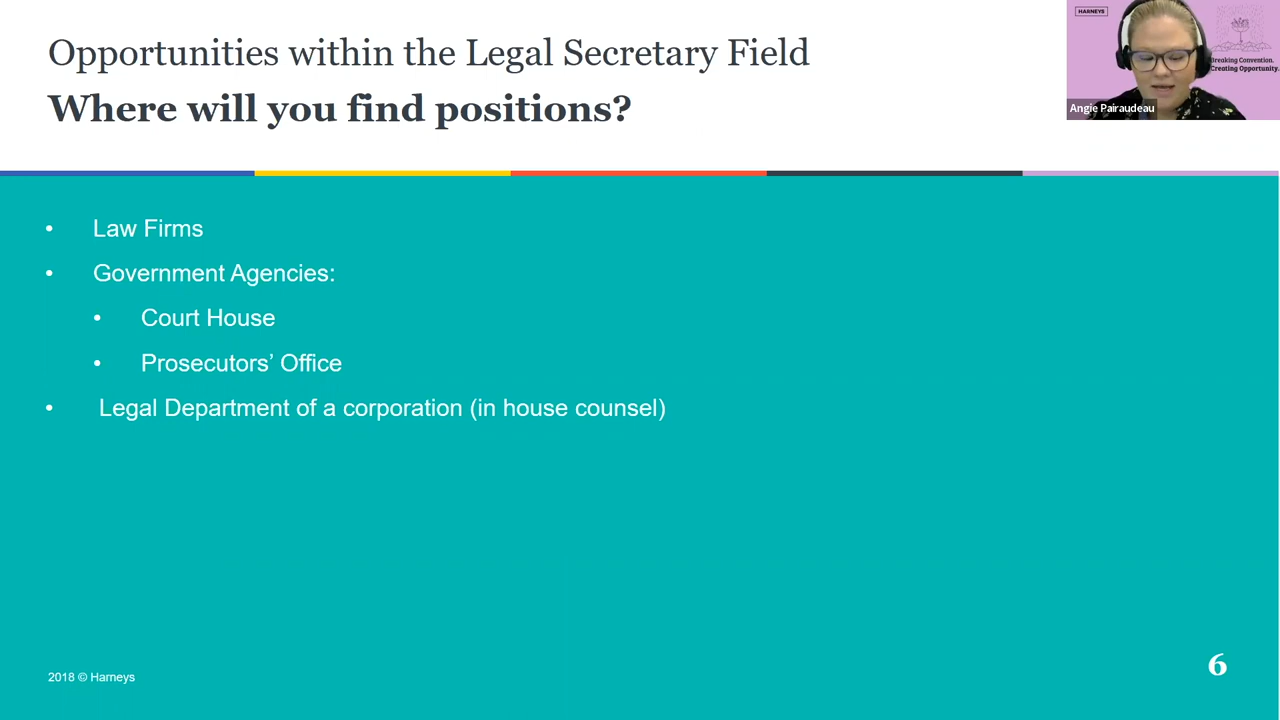 Opportunities within the Legal Secretary Field
Where will you find positions?
HARNEYS
Breaking Convention.
Creating Opportunity.
Angie Pairaudeau
• Law Firms
• Government Agencies:
• Court House
• Prosecutors’ Office
• Legal Department of a corporation (in house counsel)
2018 © Harneys
6